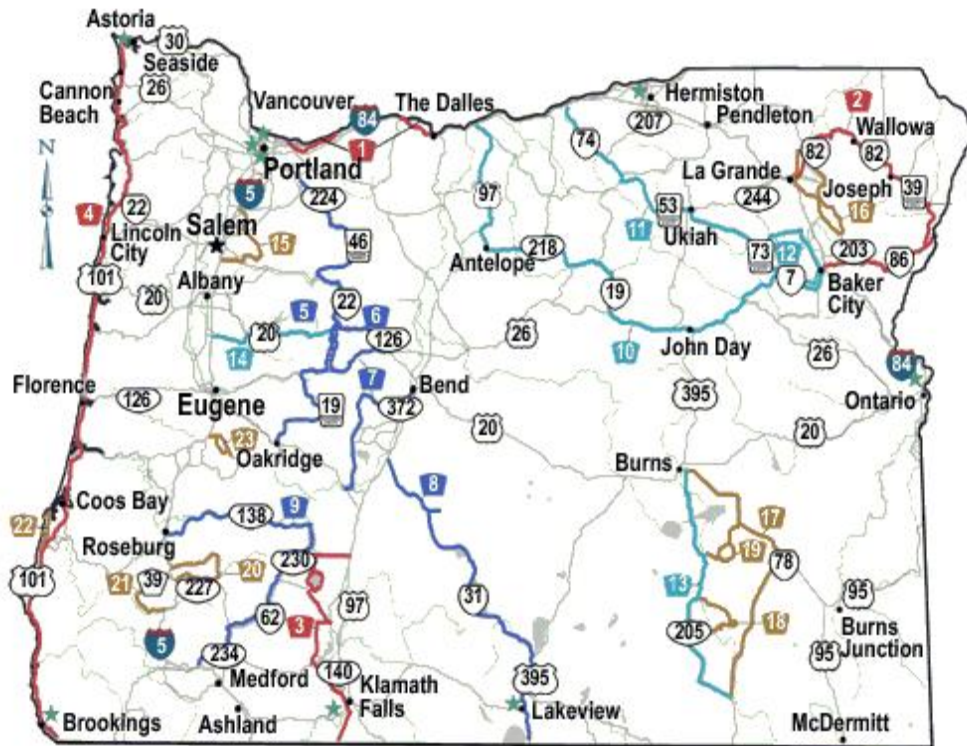 Astoria
30
Seaside
26
Cannon
Beach
Vancouver
84
The Dalles
1
Portland
5
224
Hermiston
207
Pendleton
74
2
Wallowa
82
82
La Grande
Joseph
39
244
16
97
53
Ukiah
11
4
22
Lincoln
City
Salem
15
46
Antelope
218
73
12
203
86
7
Baker
City
101
Albany
20
22
5
6
19
14
20
126
26
10
John Day
26
84
Ontario
7
Florence
126
Eugene
19
372
Bend
395
20
20
23
Oakridge
Burns
Coos Bay
22
8
9
138
Roseburg
17
19
78
230
21
39
227
20
101
62
3
97
31
13
205
18
95
Burns
Junction
95
5
234
140
395
Medford
Klamath
Falls
Ashland
Lakeview
Brookings
McDermitt
N
S